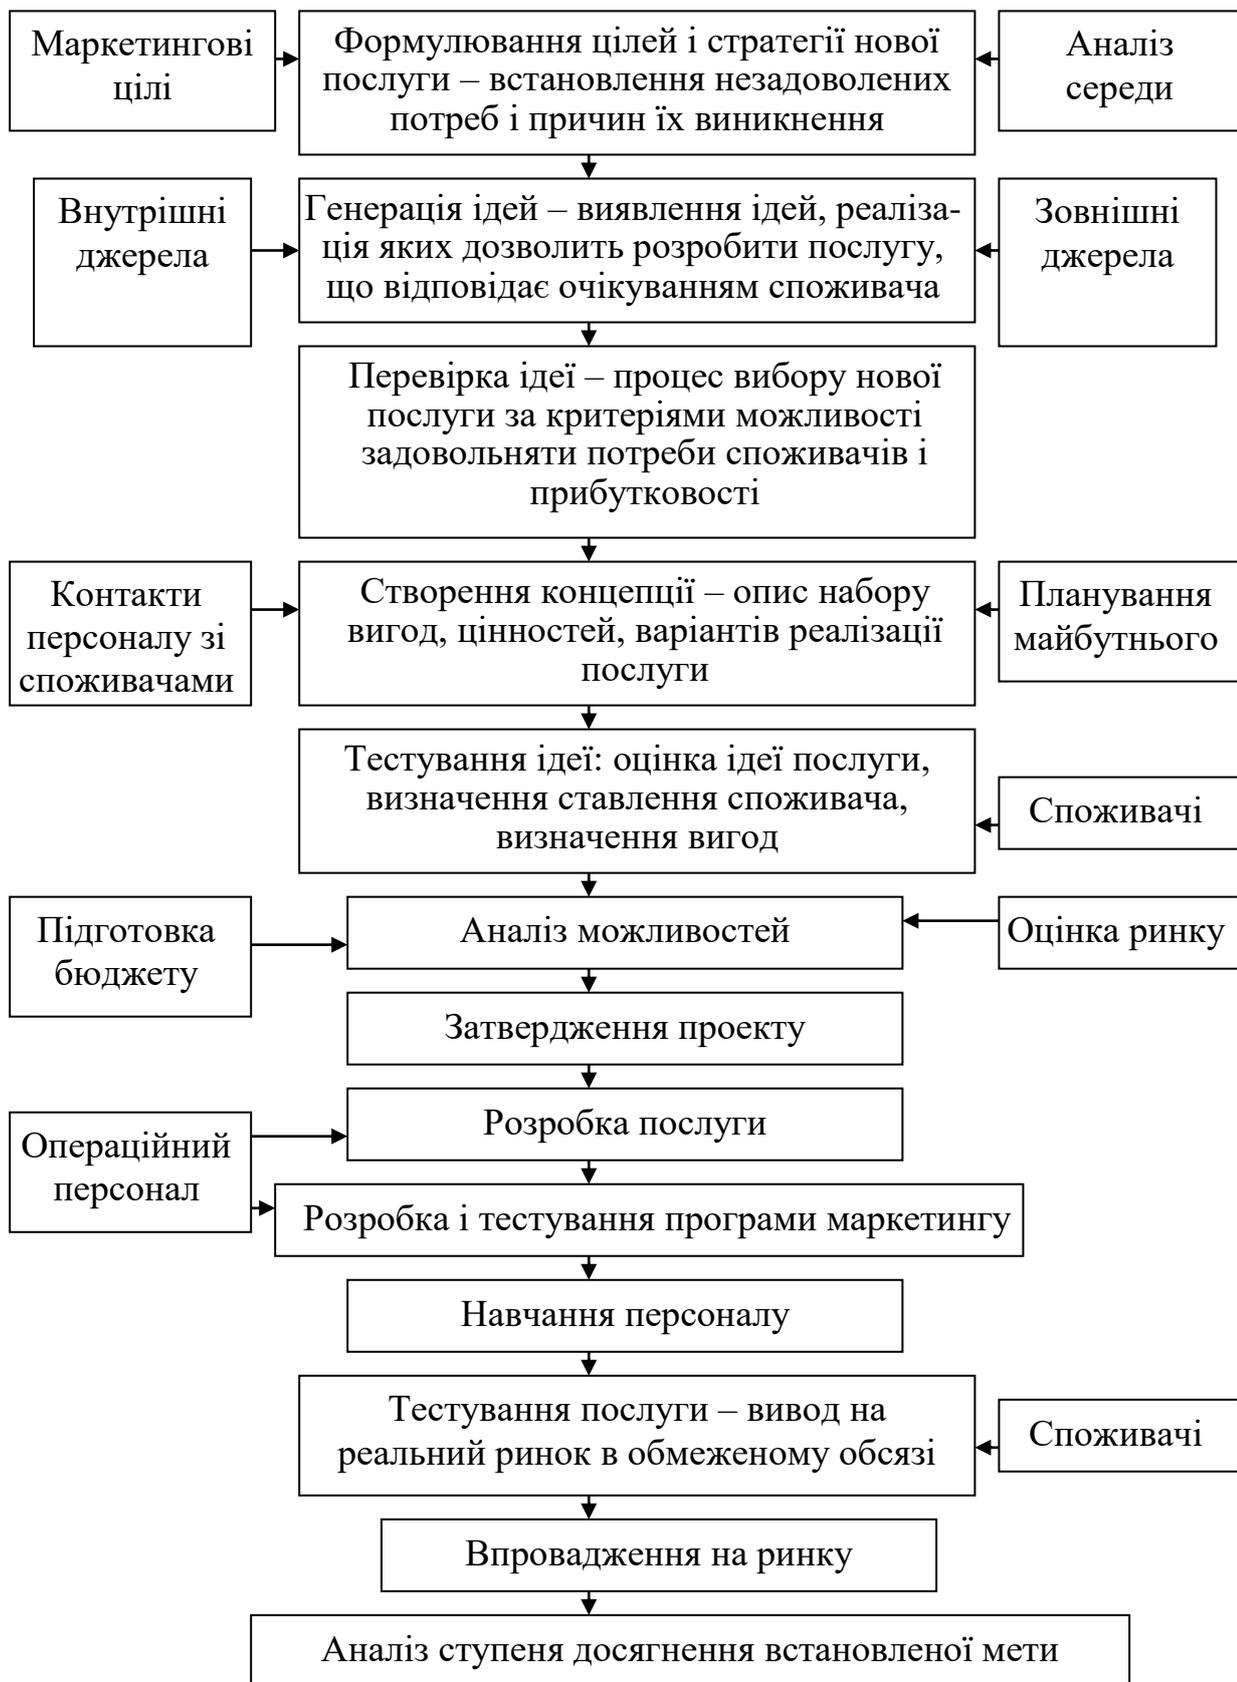 Маркетингові
цілі
Формулювання цілей і стратегії нової
послуги – встановлення незадоволених
потреб і причин їх виникнення
Аналіз
середи
Внутрішні
джерела
Генерація ідей – виявлення ідей, реаліза-
ція яких дозволить розробити послугу,
що відповідає очікуванням споживача
Зовнішні
джерела
Перевірка ідеї – процес вибору нової
послуги за критеріями можливості
задовольняти потреби споживачів і
прибутковості
Контакти
персоналу зі
споживачами
Створення концепції – опис набору
вигод, цінностей, варіантів реалізації
послуги
Планування
майбутнього
Тестування ідеї: оцінка ідеї послуги,
визначення ставлення споживача,
визначення вигод
Споживачі
Підготовка
бюджету
Аналіз можливостей
Оцінка ринку
Затвердження проекту
Розробка послуги
Операційний
персонал
Розробка і тестування програми маркетингу
Навчання персоналу
Тестування послуги – вивод на
реальний ринок в обмеженому обсязі
Споживачі
Впровадження на ринку
Аналіз ступеня досягнення встановленої мети